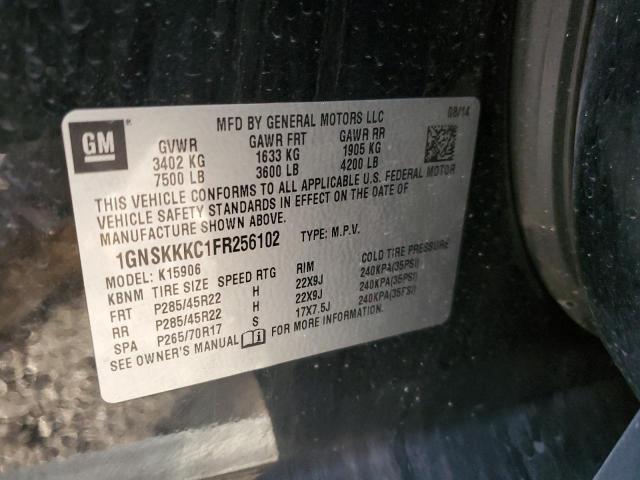 GM
MFD BY GENERAL MOTORS LLC 08/14
GVWR GAWR FRT GAWR RR
3402 KG 1633 KG 1905 KG
7500 LB 3600 LB 4200 LB
THIS VEHICLE CONFORMS TO ALL APPLICABLE U.S. FEDERAL MOTOR
VEHICLE SAFETY STANDARDS IN EFFECT ON THE DATE OF
MANUFACTURE SHOWN ABOVE.
1GNSKKKC1FR256102 TYPE: M.P.V.
MODEL: K15906
KBNM TIRE SIZE SPEED RTG RIM COLD TIRE PRESSURE
FRT P285/45R22 H 22X9J 240KPA(35PSI)
RR P285/45R22 H 22X9J 240KPA(35PSI)
SPA P265/70R17 S 17X7.5J 240KPA(35PSI)
SEE OWNER'S MANUAL FOR MORE INFORMATION.